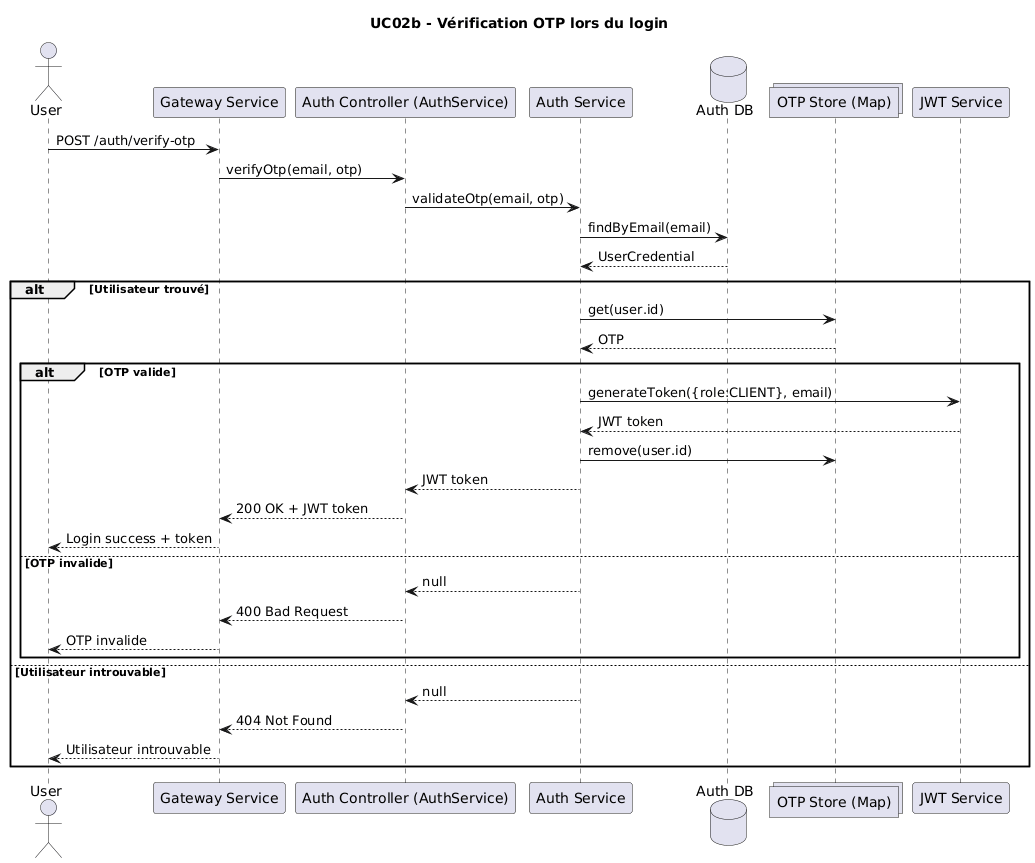 UC02b - Vérification OTP lors du login
User
Gateway Service
Auth Controller (AuthService)
Auth Service
Auth DB
OTP Store (Map)
JWT Service
POST /auth/verify-otp
verifyOtp(email, otp)
validateOtp(email, otp)
findByEmail(email)
UserCredential
alt [Utilisateur trouvé]
get(user.id)
OTP
alt [OTP valide]
generateToken({role:CLIENT}, email)
JWT token
remove(user.id)
JWT token
200 OK + JWT token
Login success + token
[OTP invalide]
null
400 Bad Request
OTP invalide
[Utilisateur introuvable]
null
404 Not Found
Utilisateur introuvable
User
Gateway Service
Auth Controller (AuthService)
Auth Service
Auth DB
OTP Store (Map)
JWT Service